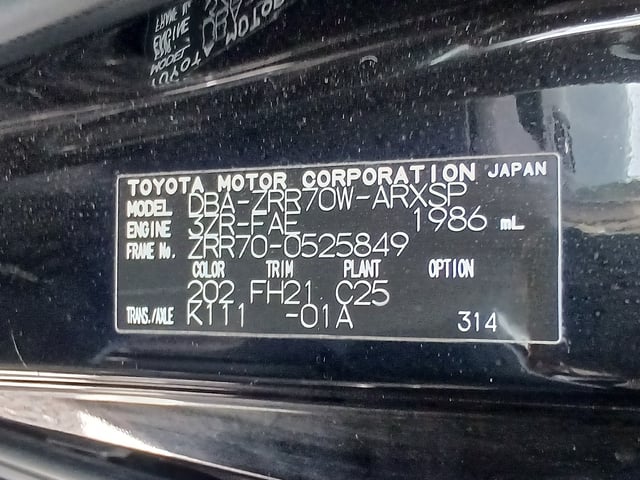 TOYOTA MOTOR CORPORATION JAPAN
MODEL DBA-ZRR70W-ARXSP
ENGINE 3ZR-FAE 1986 mL
FRAME No. ZRR70-0525849
COLOR TRIM PLANT OPTION
202 FH21 C25
TRANS./AXLE K111 -01A 314